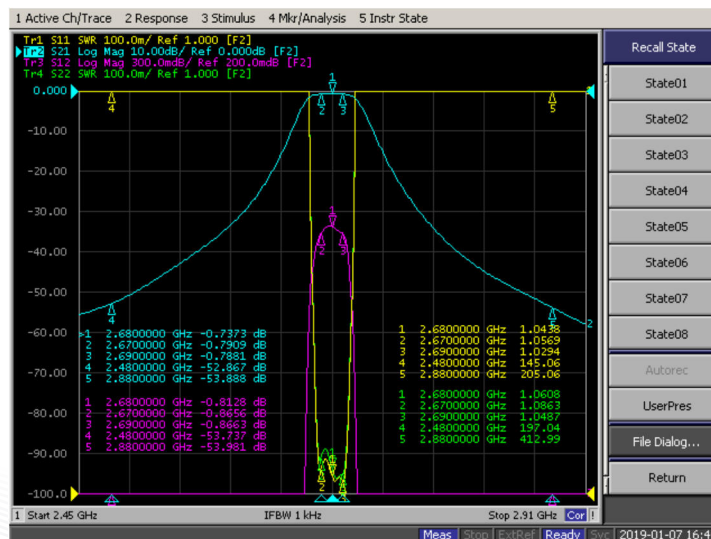 1 Active Ch/Trace 2 Response 3 Stimulus 4 Mkr/Analysis 5 Instr State
Tr1 S11 SWR 100.0m/ Ref 1.000 [F2]
Tr2 S21 Log Mag 10.00dB/ Ref 0.000dB [F2]
Tr3 S12 Log Mag 300.0mdB/ Ref 200.0mdB [F2]
Tr4 S22 SWR 100.0m/ Ref 1.000 [F2]
0.000
-10.00
-20.00
-30.00
-40.00
-50.00
-60.00
-70.00
-80.00
-90.00
-100.0
1
2
3
4
5
1
2
3
4
5
2
>1 2.6800000 GHz -0.7373 dB
2 2.6700000 GHz -0.7909 dB
3 2.6900000 GHz -0.7881 dB
4 2.4800000 GHz -52.867 dB
5 2.8800000 GHz -53.888 dB
1 2.6800000 GHz -0.8128 dB
2 2.6700000 GHz -0.8656 dB
3 2.6900000 GHz -0.8663 dB
4 2.4800000 GHz -53.737 dB
5 2.8800000 GHz -53.981 dB
1 2.6800000 GHz 1.0438
2 2.6700000 GHz 1.0569
3 2.6900000 GHz 1.0294
4 2.4800000 GHz 145.06
5 2.8800000 GHz 205.06
1 2.6800000 GHz 1.0608
2 2.6700000 GHz 1.0863
3 2.6900000 GHz 1.0487
4 2.4800000 GHz 197.04
5 2.8800000 GHz 412.99
1 Start 2.45 GHz IFBW 1 kHz Stop 2.91 GHz Cor !
Meas Stop ExtRef Ready Svc 2019-01-07 16:4
Recall State
State01
State02
State03
State04
State05
State06
State07
State08
Autorec
UserPres
File Dialog...
Return